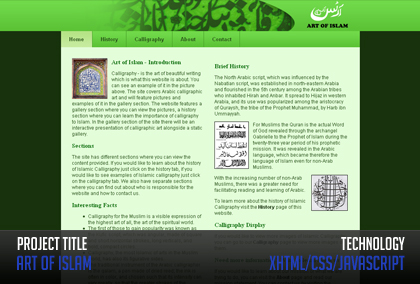 ART OF ISLAM
Home History Calligraphy About Contact
Art of Islam - Introduction
Calligraphy - is the art of beautiful writing
which is what this website is about. You
can see an example of it in the picture
above. The site covers Arabic calligraphic
art and will feature pictures and
examples of it in the gallery section. The website features a
gallery section where you can view the pictures, a history
section where you can learn the importance of calligraphy
to Islam. In the gallery section of the site there will be an
interactive presentation of calligraphic art alongside a static
gallery.
Sections
The site has different sections where you can view the
content provided. If you would like to learn about the history
of Islamic Calligraphy just click on the history tab, if you
would like to see examples of Islamic calligraphy just click
on the calligraphy tab. We also have separate sections
where you can find out about who is responsible for the
website and how to contact us.
Interesting Facts
Calligraphy for the Muslim is a visible expression of
the highest art of all, the art of the spiritual world.
The first of those to gain popularity was known as
Brief History
The North Arabic script, which was influenced by the
Nabatian script, was established in north-eastern Arabia
and flourished in the 5th century among the Arabian tribes
who inhabited Hirah and Anbar. It spread to Hijaz in western
Arabia, and its use was popularized among the aristocracy
of Quraysh, the tribe of the Prophet Muhammad, by Harb ibn
Ummayyah.
For Muslims the Quran is the actual Word
of God revealed through the archangel
Gabrielle to the Prophet of Islam during the
twenty-three year period of his prophetic
mission. It was revealed in the Arabic
language, which became therefore the
language of Islam even for non-Arab
Muslims.
With the increasing number of non-Arab
Muslims, there was a greater need for
facilitating reading and learning of Arabic.
To learn more about the history of Islamic
Calligraphy visit the History page of this
website.
Calligraphy Display
PROJECT TITLE
ART OF ISLAM
TECHNOLOGY
XHTML/CSS/JAVASCRIPT